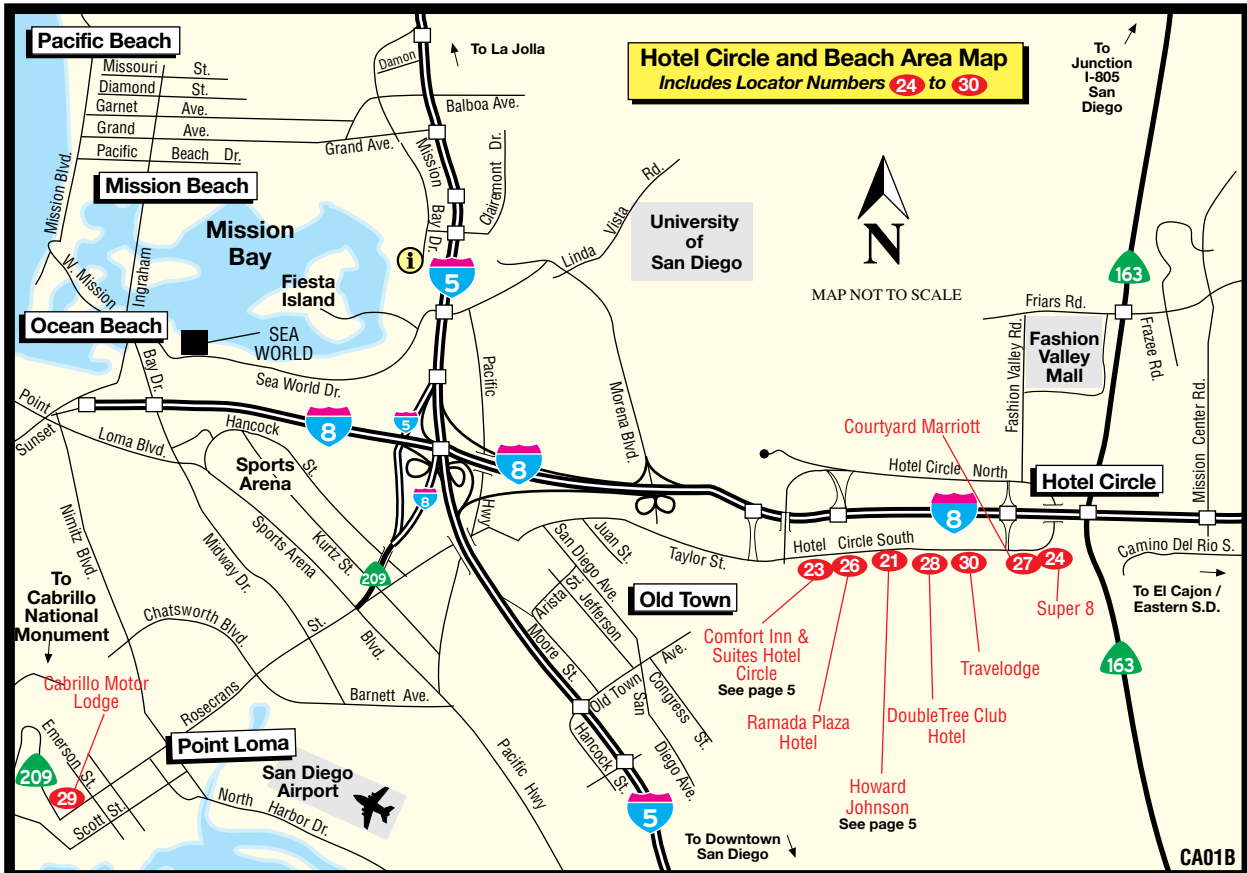 Pacific Beach
Missouri St.
Diamond St.
Garnet Ave.
Grand Ave.
Pacific Beach Dr.
Mission Blvd.
Mission Beach
Mission
Bay
W. Mission
Ingraham
Fiesta
Island
Ocean Beach
SEA
WORLD
Bay Dr.
Sea World Dr.
Damon
To La Jolla
Balboa Ave.
Grand Ave.
Mission
Bay Dr.
Clairemont Dr.
i
5
Linda Vista Rd.
Hotel Circle and Beach Area Map
Includes Locator Numbers 24 to 30
To
Junction
I-805
San
Diego
University
of
San Diego
N
MAP NOT TO SCALE
163
Friars Rd.
Fashion
Valley
Mall
Fashion Valley Rd.
Frazee Rd.
Mission Center Rd.
Point
Sunset
Loma Blvd.
Hancock St.
8
5
8
8
Sports
Arena
Pacific
Hwy
Morena Blvd.
Courtyard Marriott
Hotel Circle North
Hotel Circle
8
Hotel Circle South
Camino Del Rio S.
To El Cajon /
Eastern S.D.
Nimitz Blvd.
Midway Dr.
Sports Arena
Blvd.
Kurtz St.
209
San Diego Ave.
Juan St.
Taylor St.
23
26
21
28
30
27
24
To
Cabrillo
National
Monument
Chatsworth Blvd.
Rosecrans
St.
Barnett Ave.
Arista St.
Jefferson
Moore St.
Old Town
Old Town
Ave.
San
Diego Ave.
Congress St.
Hancock St.
Comfort Inn &
Suites Hotel
Circle
See page 5
Ramada Plaza
Hotel
Howard
Johnson
See page 5
DoubleTree Club
Hotel
Travelodge
Super 8
163
Cabrillo Motor
Lodge
Emerson St.
209
29
Scott St.
Point Loma
San Diego
Airport
North Harbor Dr.
Pacific Hwy
5
To Downtown
San Diego
CA01B